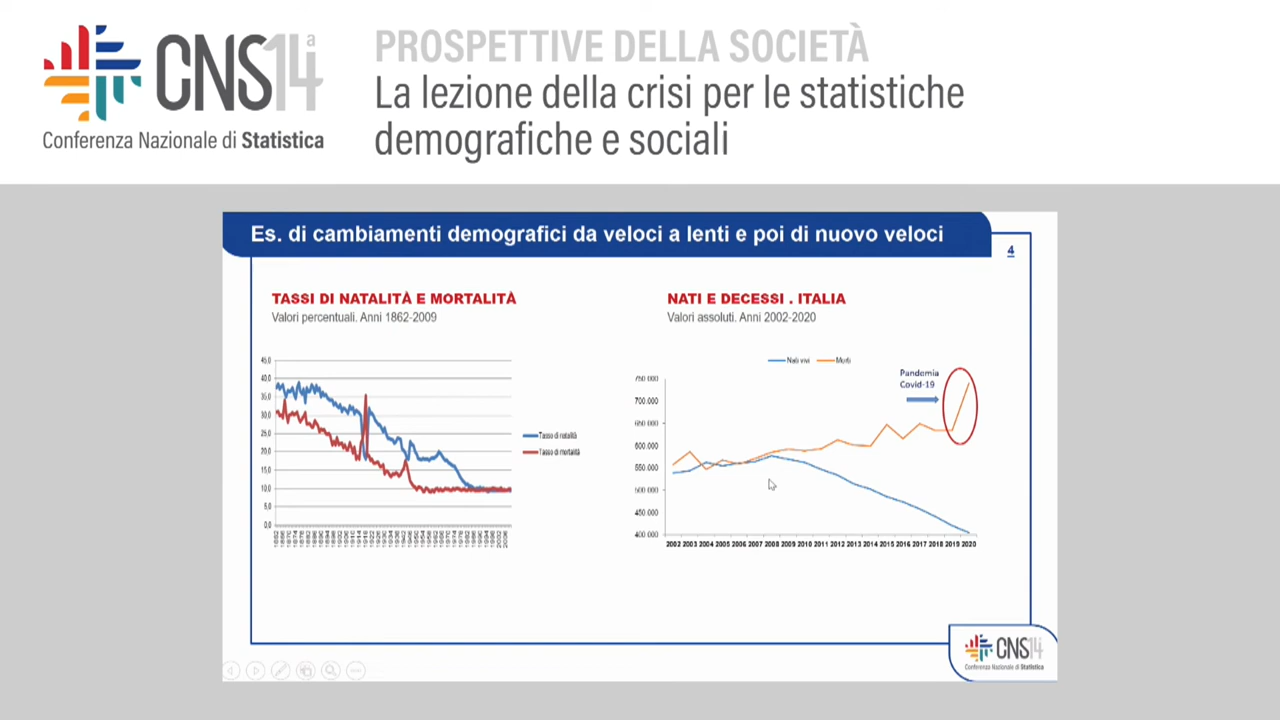 CNS14ª
Conferenza Nazionale di Statistica
PROSPETTIVE DELLA SOCIETÀ
La lezione della crisi per le statistiche
demografiche e sociali
Es. di cambiamenti demografici da veloci a lenti e poi di nuovo veloci
4
TASSI DI NATALITÀ E MORTALITÀ
Valori percentuali. Anni 1862-2009
45,0
40,0
35,0
30,0
25,0
20,0
15,0
10,0
5,0
0,0
Tasso di natalità
Tasso di mortalità
NATI E DECESSI . ITALIA
Valori assoluti. Anni 2002-2020
Nati vivi
Morti
Pandemia
Covid-19
750 000
700 000
650 000
600 000
550 000
500 000
450 000
400 000
2002 2003 2004 2005 2006 2007 2008 2009 2010 2011 2012 2013 2014 2015 2016 2017 2018 2019 2020
CNS14
Conferenza Nazionale di Statistica